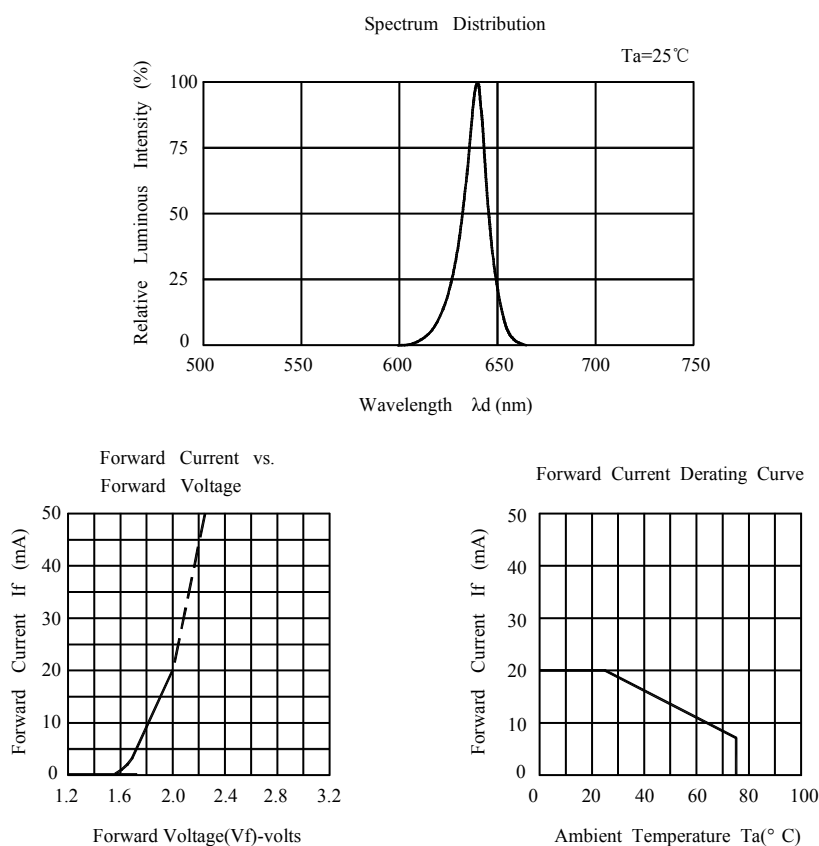 Spectrum Distribution
Ta=25℃
Relative Luminous Intensity (%)
100
75
50
25
0
500 550 600 650 700 750
Wavelength λd (nm)
Forward Current vs.
Forward Voltage
Forward Current If (mA)
50
40
30
20
10
0
1.2 1.6 2.0 2.4 2.8 3.2
Forward Voltage(Vf)-volts
Forward Current Derating Curve
Forward Current If (mA)
50
40
30
20
10
0
0 20 40 60 80 100
Ambient Temperature Ta(° C)